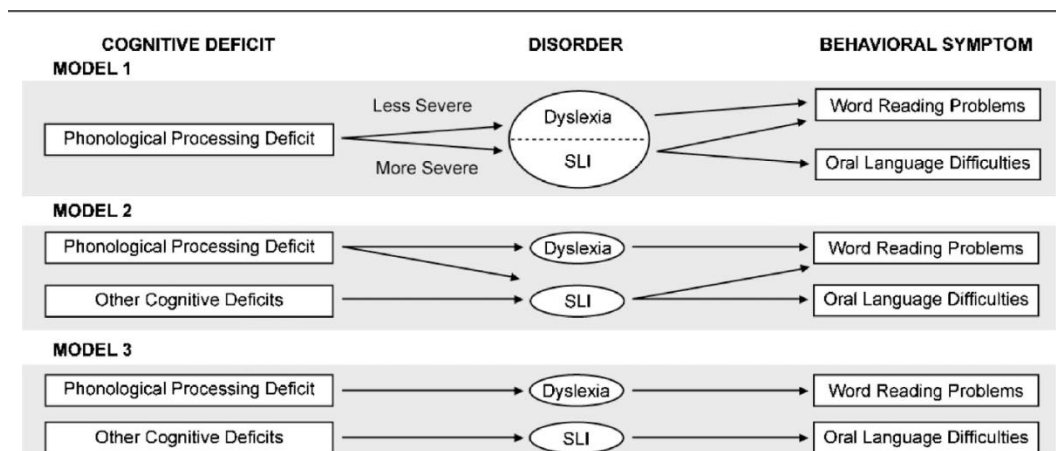 COGNITIVE DEFICIT DISORDER BEHAVIORAL SYMPTOM
MODEL 1
Less Severe
More Severe
Phonological Processing Deficit
Dyslexia
SLI
Word Reading Problems
Oral Language Difficulties
MODEL 2
Phonological Processing Deficit Dyslexia Word Reading Problems
Other Cognitive Deficits SLI Oral Language Difficulties
MODEL 3
Phonological Processing Deficit Dyslexia Word Reading Problems
Other Cognitive Deficits SLI Oral Language Difficulties